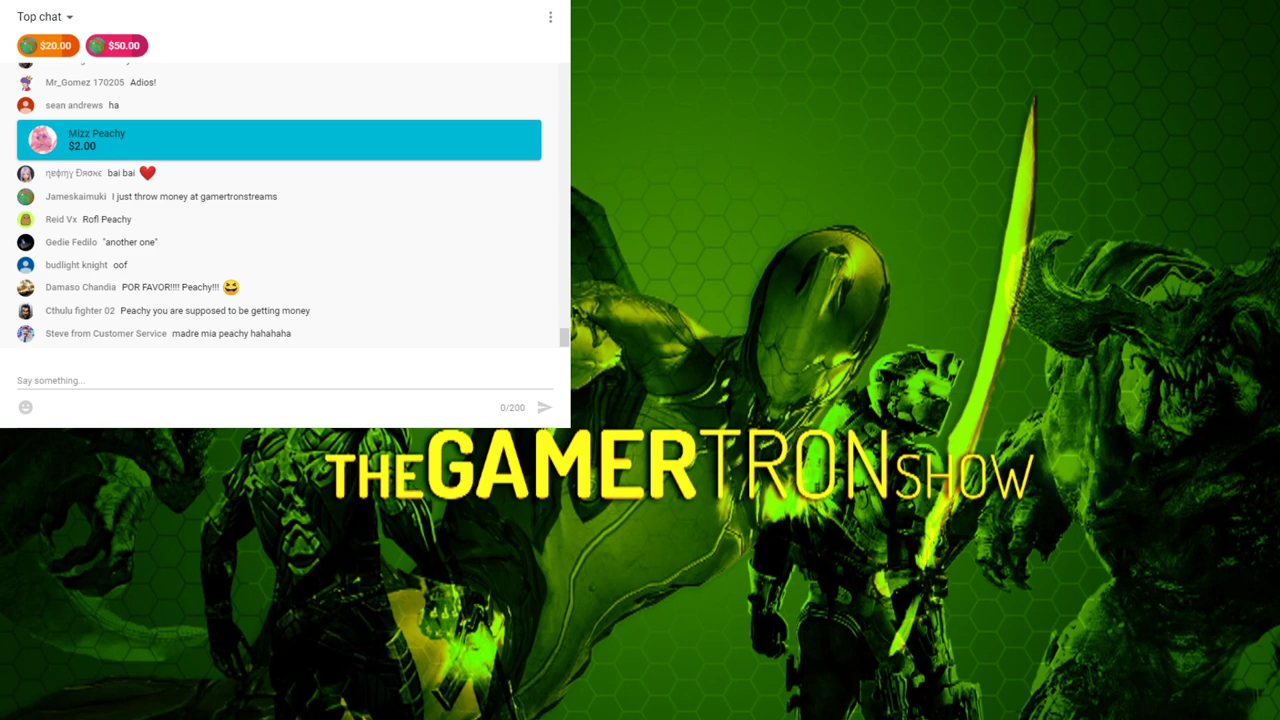 Top chat
$20.00 $50.00
Mr_Gomez 170205 Adios!
sean andrews ha
Mizz Peachy
$2.00
bai bai ❤️
Jameskaimuki I just throw money at gamertronstreams
Reid Vx Rofl Peachy
Gedie Fedilo "another one"
budlight knight oof
Damaso Chandia POR FAVOR!!!! Peachy!!! 😆
Cthulu fighter 02 Peachy you are supposed to be getting money
Steve from Customer Service madre mia peachy hahahaha
Say something...
0/200
THEGAMERTRONSHOW